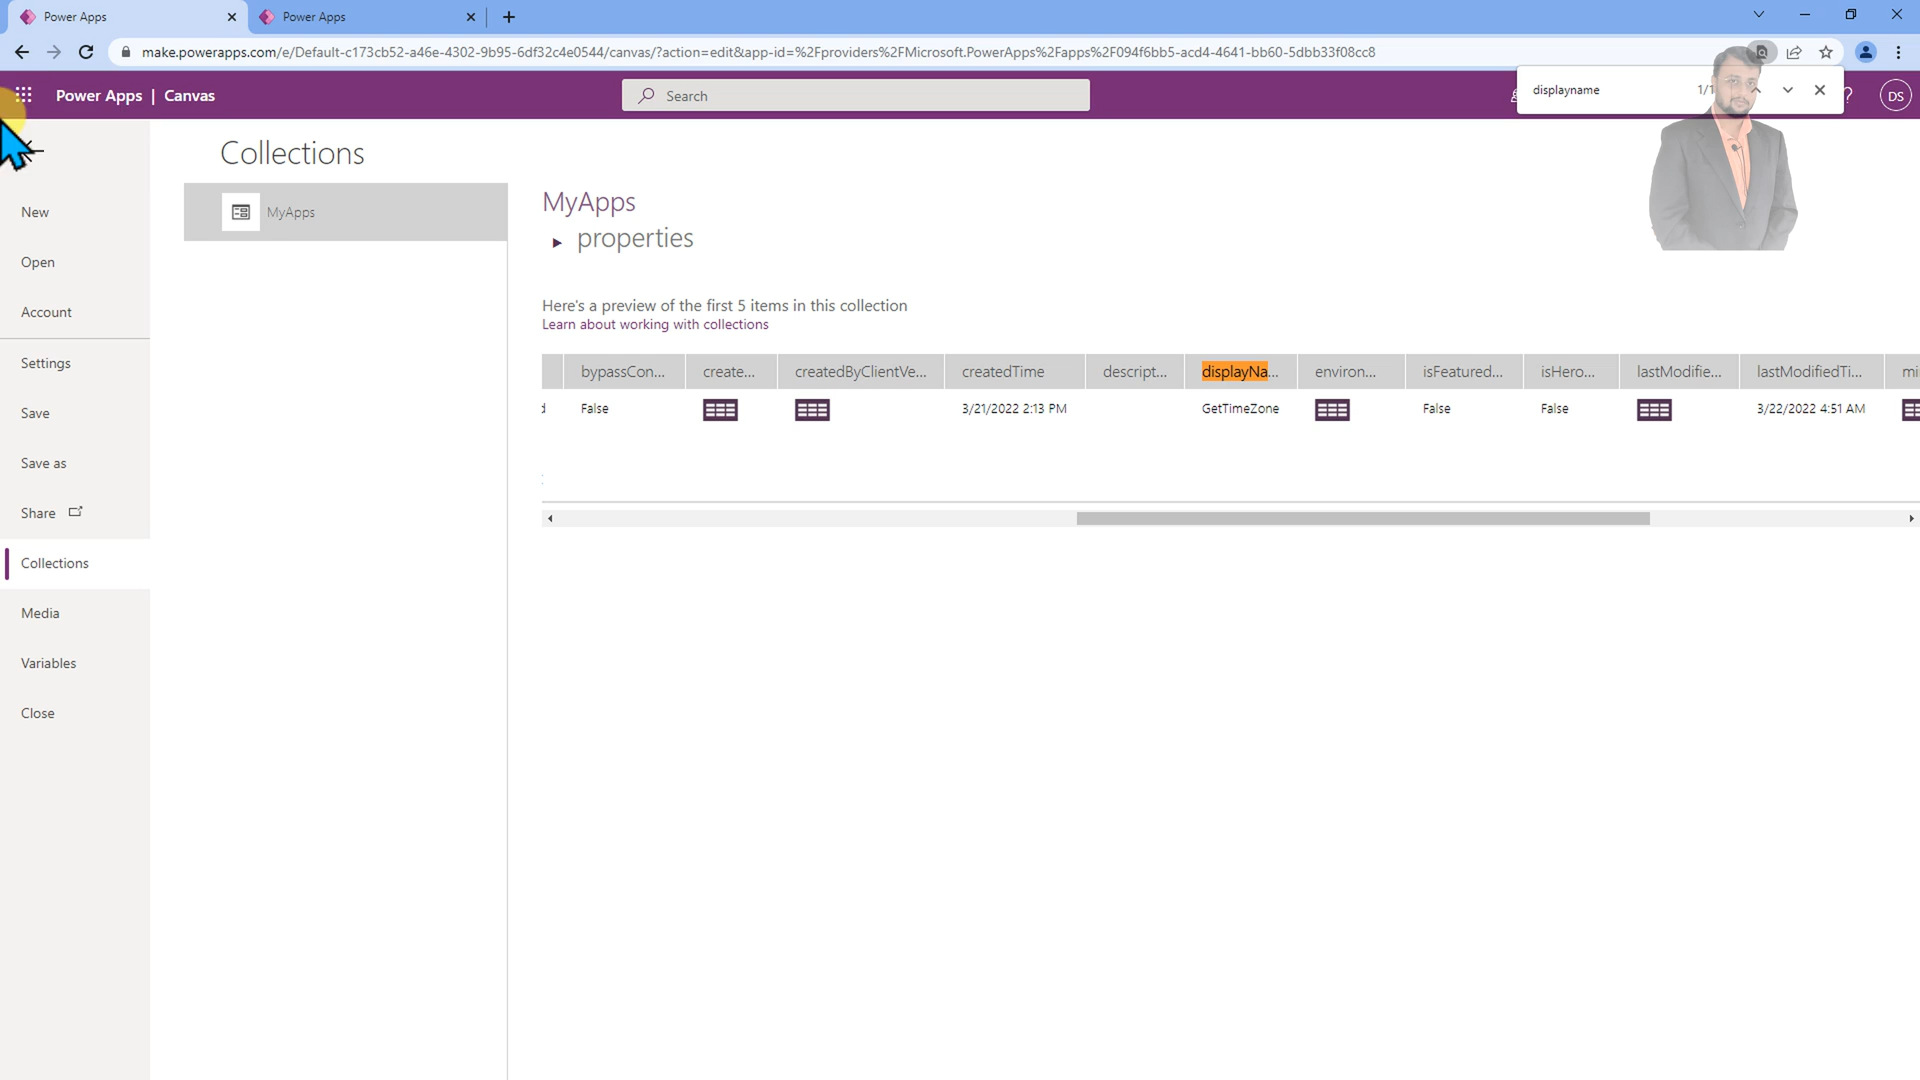 Power Apps
Power Apps
make.powerapps.com/e/Default-c173cb52-a46e-4302-9b95-6df32c4e0544/canvas/?action=edit&app-id=%2Fproviders%2FMicrosoft.PowerApps%2Fapps%2F094f6bb5-acd4-4641-bb60-5dbb33f08cc8
Power Apps | Canvas
Search
displayname
1/1
?
DS
New
Open
Account
Settings
Save
Save as
Share
Collections
Media
Variables
Close
Collections
MyApps
MyApps
properties
Here's a preview of the first 5 items in this collection
Learn about working with collections
bypassCon... create... createdByClientVe... createdTime descript... displayNa... environ... isFeatured... isHero... lastModifie... lastModifiedTi...
False 3/21/2022 2:13 PM GetTimeZone False False 3/22/2022 4:51 AM